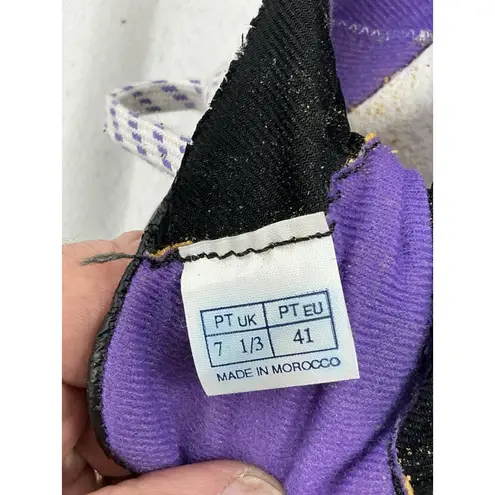 PT UK PT EU
7 1/3 41
MADE IN MOROCCO